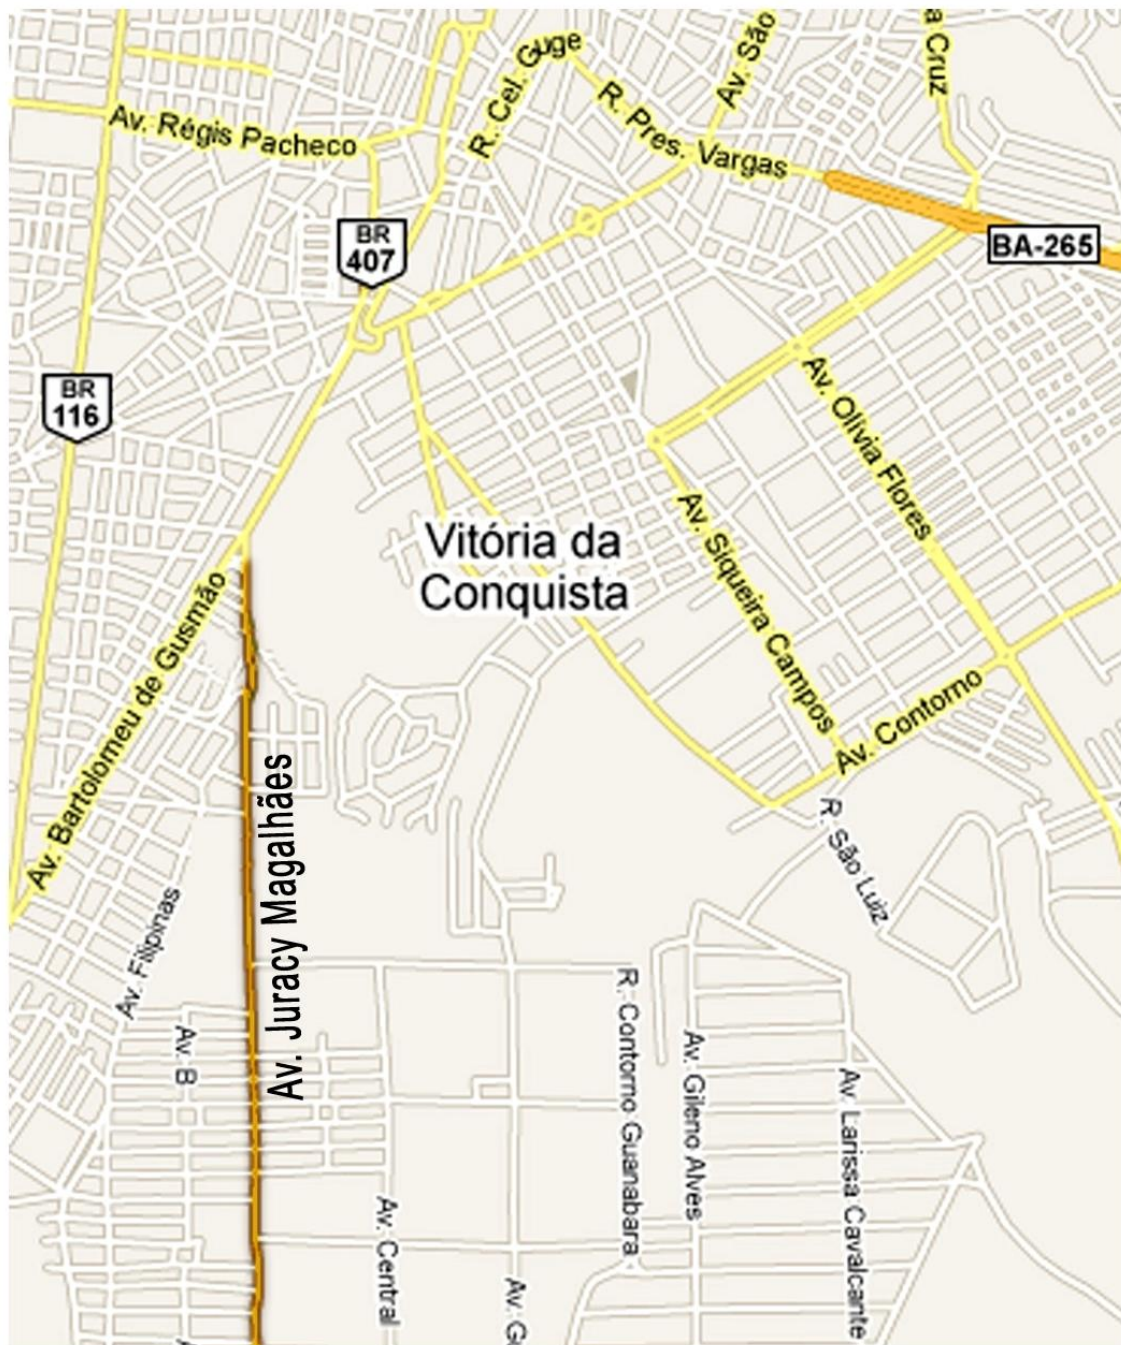 Av. São
a Cruz
R. Cel. Guge
R. Pres. Vargas
Av. Régis Pacheco
BR
407
BA-265
BR
116
Av. Olivia Flores
Av. Siqueira Campos
Vitória da
Conquista
Av. Bartolomeu de Gusmão
Av. Contorno
Av. Juracy Magalhães
R. São Luiz
Av. Filipinas
Av. B
R. Contorno Guanabara
Av. Gileno Alves
Av. Larissa Cavalcante
Av. Central
Av. G